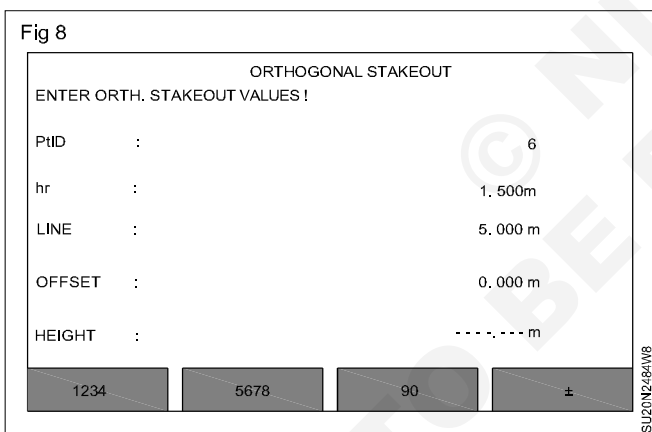 Fig 8
ORTHOGONAL STAKEOUT
ENTER ORTH. STAKEOUT VALUES !
PtID : 6
hr : 1. 500m
LINE : 5. 000 m
OFFSET : 0. 000 m
HEIGHT : - - - -. - - - m
1234 5678 90 ±
SU20N2484W8